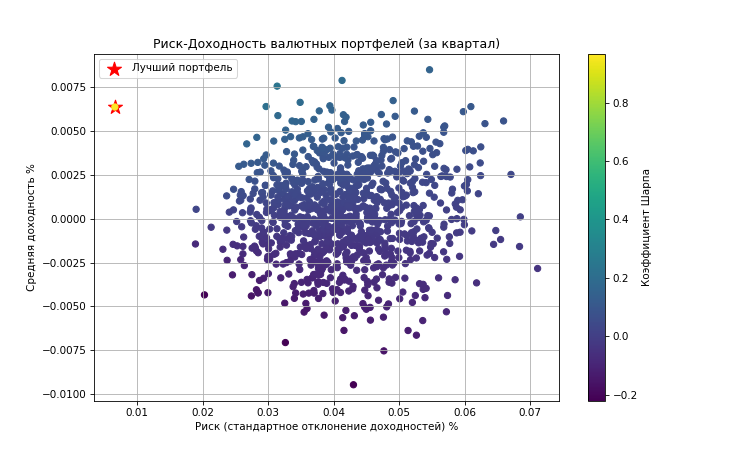 Риск-Доходность валютных портфелей (за квартал)
Лучший портфель
Средняя доходность %
0.0075
0.0050
0.0025
0.0000
−0.0025
−0.0050
−0.0075
−0.0100
0.01 0.02 0.03 0.04 0.05 0.06 0.07
Риск (стандартное отклонение доходностей) %
0.8
0.6
0.4
0.2
0.0
−0.2
Коэффициент Шарпа